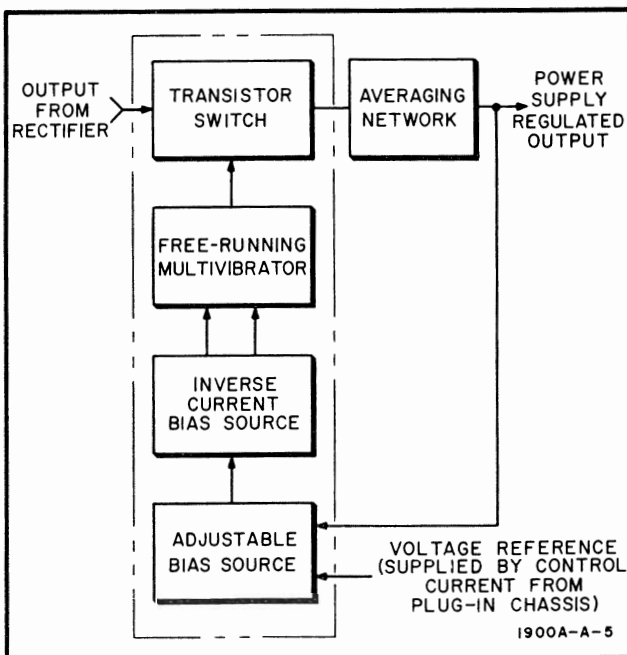 OUTPUT
FROM
RECTIFIER
TRANSISTOR
SWITCH
AVERAGING
NETWORK
POWER
SUPPLY
REGULATED
OUTPUT
FREE-RUNNING
MULTIVIBRATOR
INVERSE
CURRENT
BIAS SOURCE
ADJUSTABLE
BIAS SOURCE
VOLTAGE REFERENCE
(SUPPLIED BY CONTROL
CURRENT FROM
PLUG-IN CHASSIS)
1900A-A-5